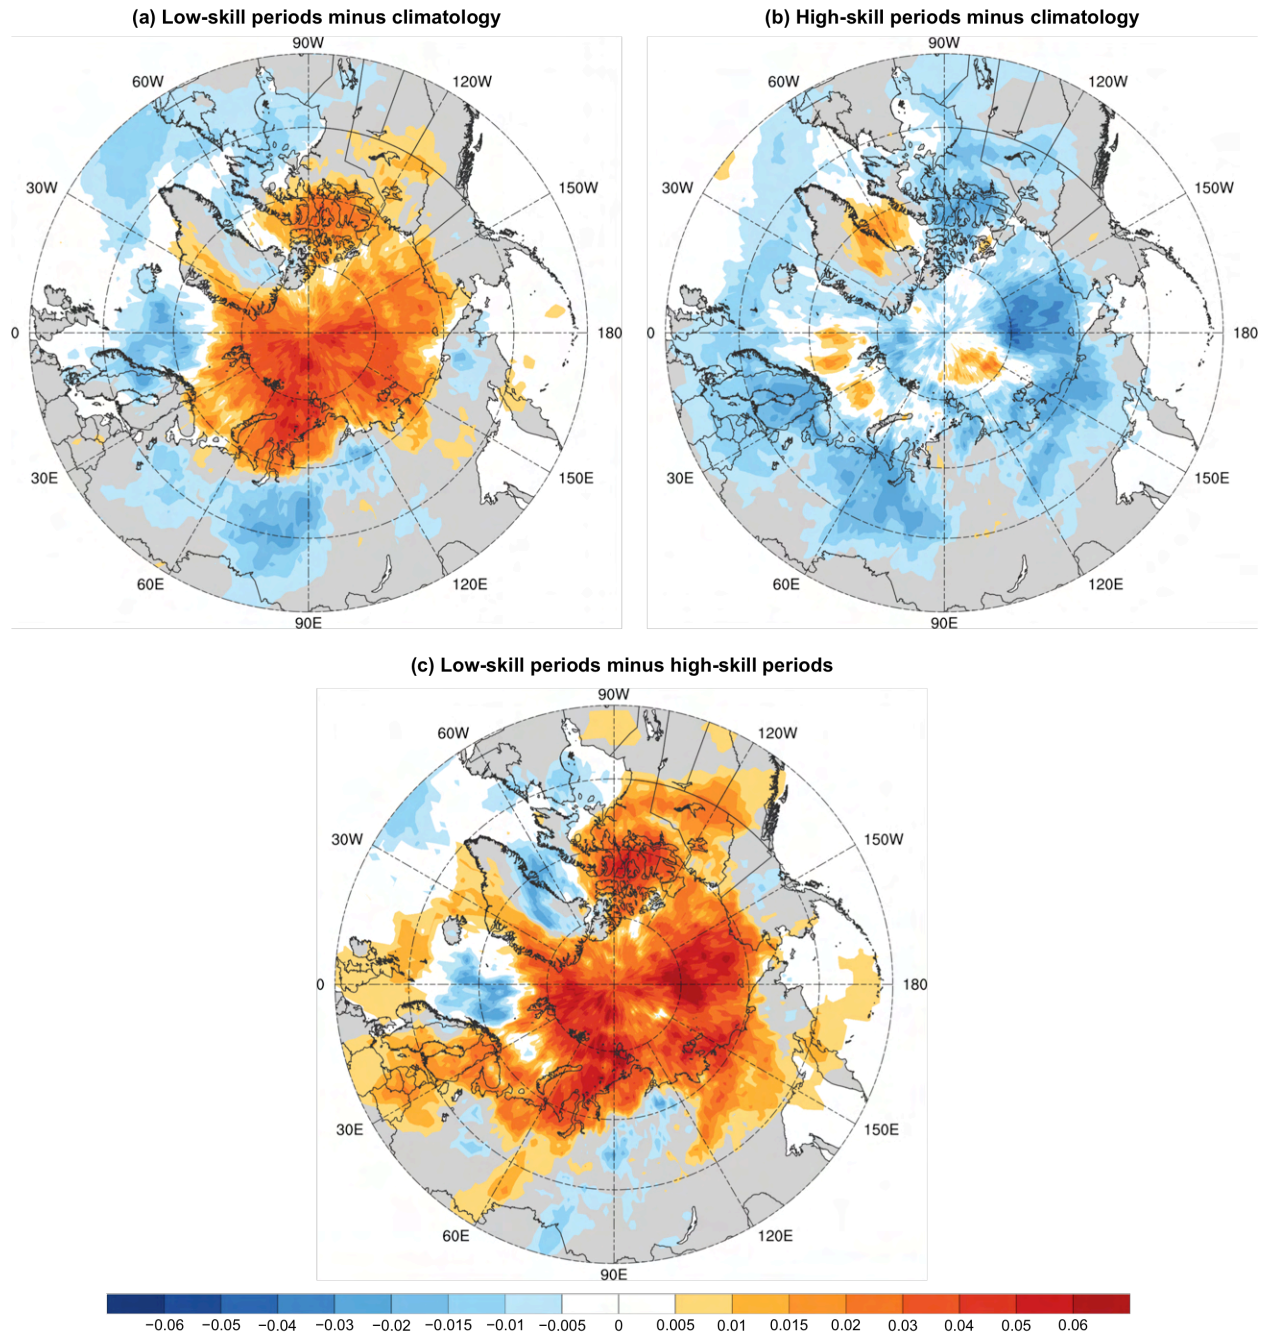 (a) Low-skill periods minus climatology
(b) High-skill periods minus climatology
90W
60W
120W
30W
150W
0
180
30E
150E
60E
120E
90E
90W
60W
120W
30W
150W
0
180
30E
150E
60E
120E
90E
(c) Low-skill periods minus high-skill periods
90W
60W
120W
30W
150W
0
180
30E
150E
60E
120E
90E
−0.06 −0.05 −0.04 −0.03 −0.02 −0.015 −0.01 −0.005 0 0.005 0.01 0.015 0.02 0.03 0.04 0.05 0.06